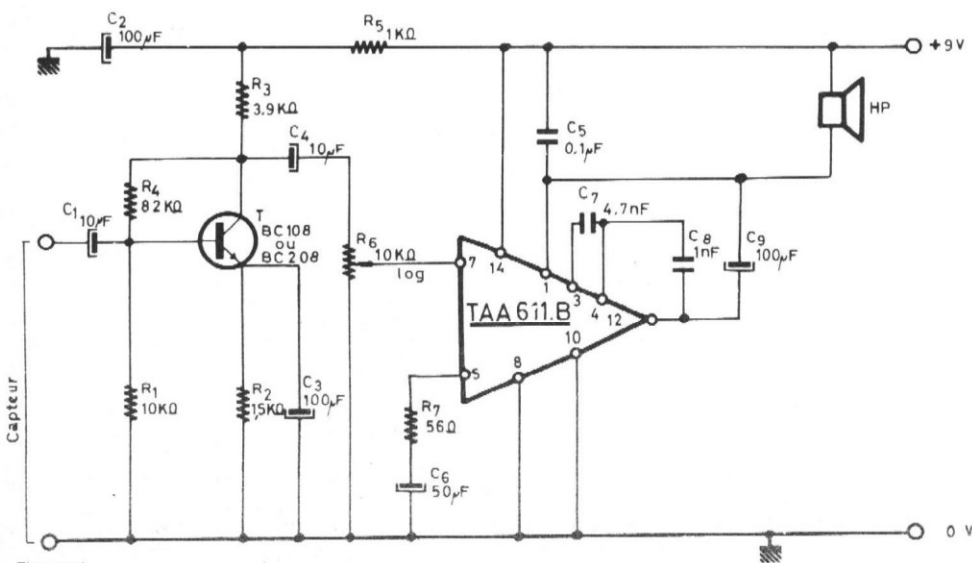 C2
100µF
R5
1KΩ
+9V
R3
3.9KΩ
C4
10µF
C5
0.1µF
HP
R4
82KΩ
C1
10µF
T
BC108
ou
BC208
R6
10KΩ
log
C7
4.7nF
C8
1nF
C9
100µF
7
14
1
3
4
12
TAA 611.B
10
8
5
Capteur
R1
10KΩ
R2
1,5KΩ
C3
100µF
R7
56Ω
C6
50µF
0 V